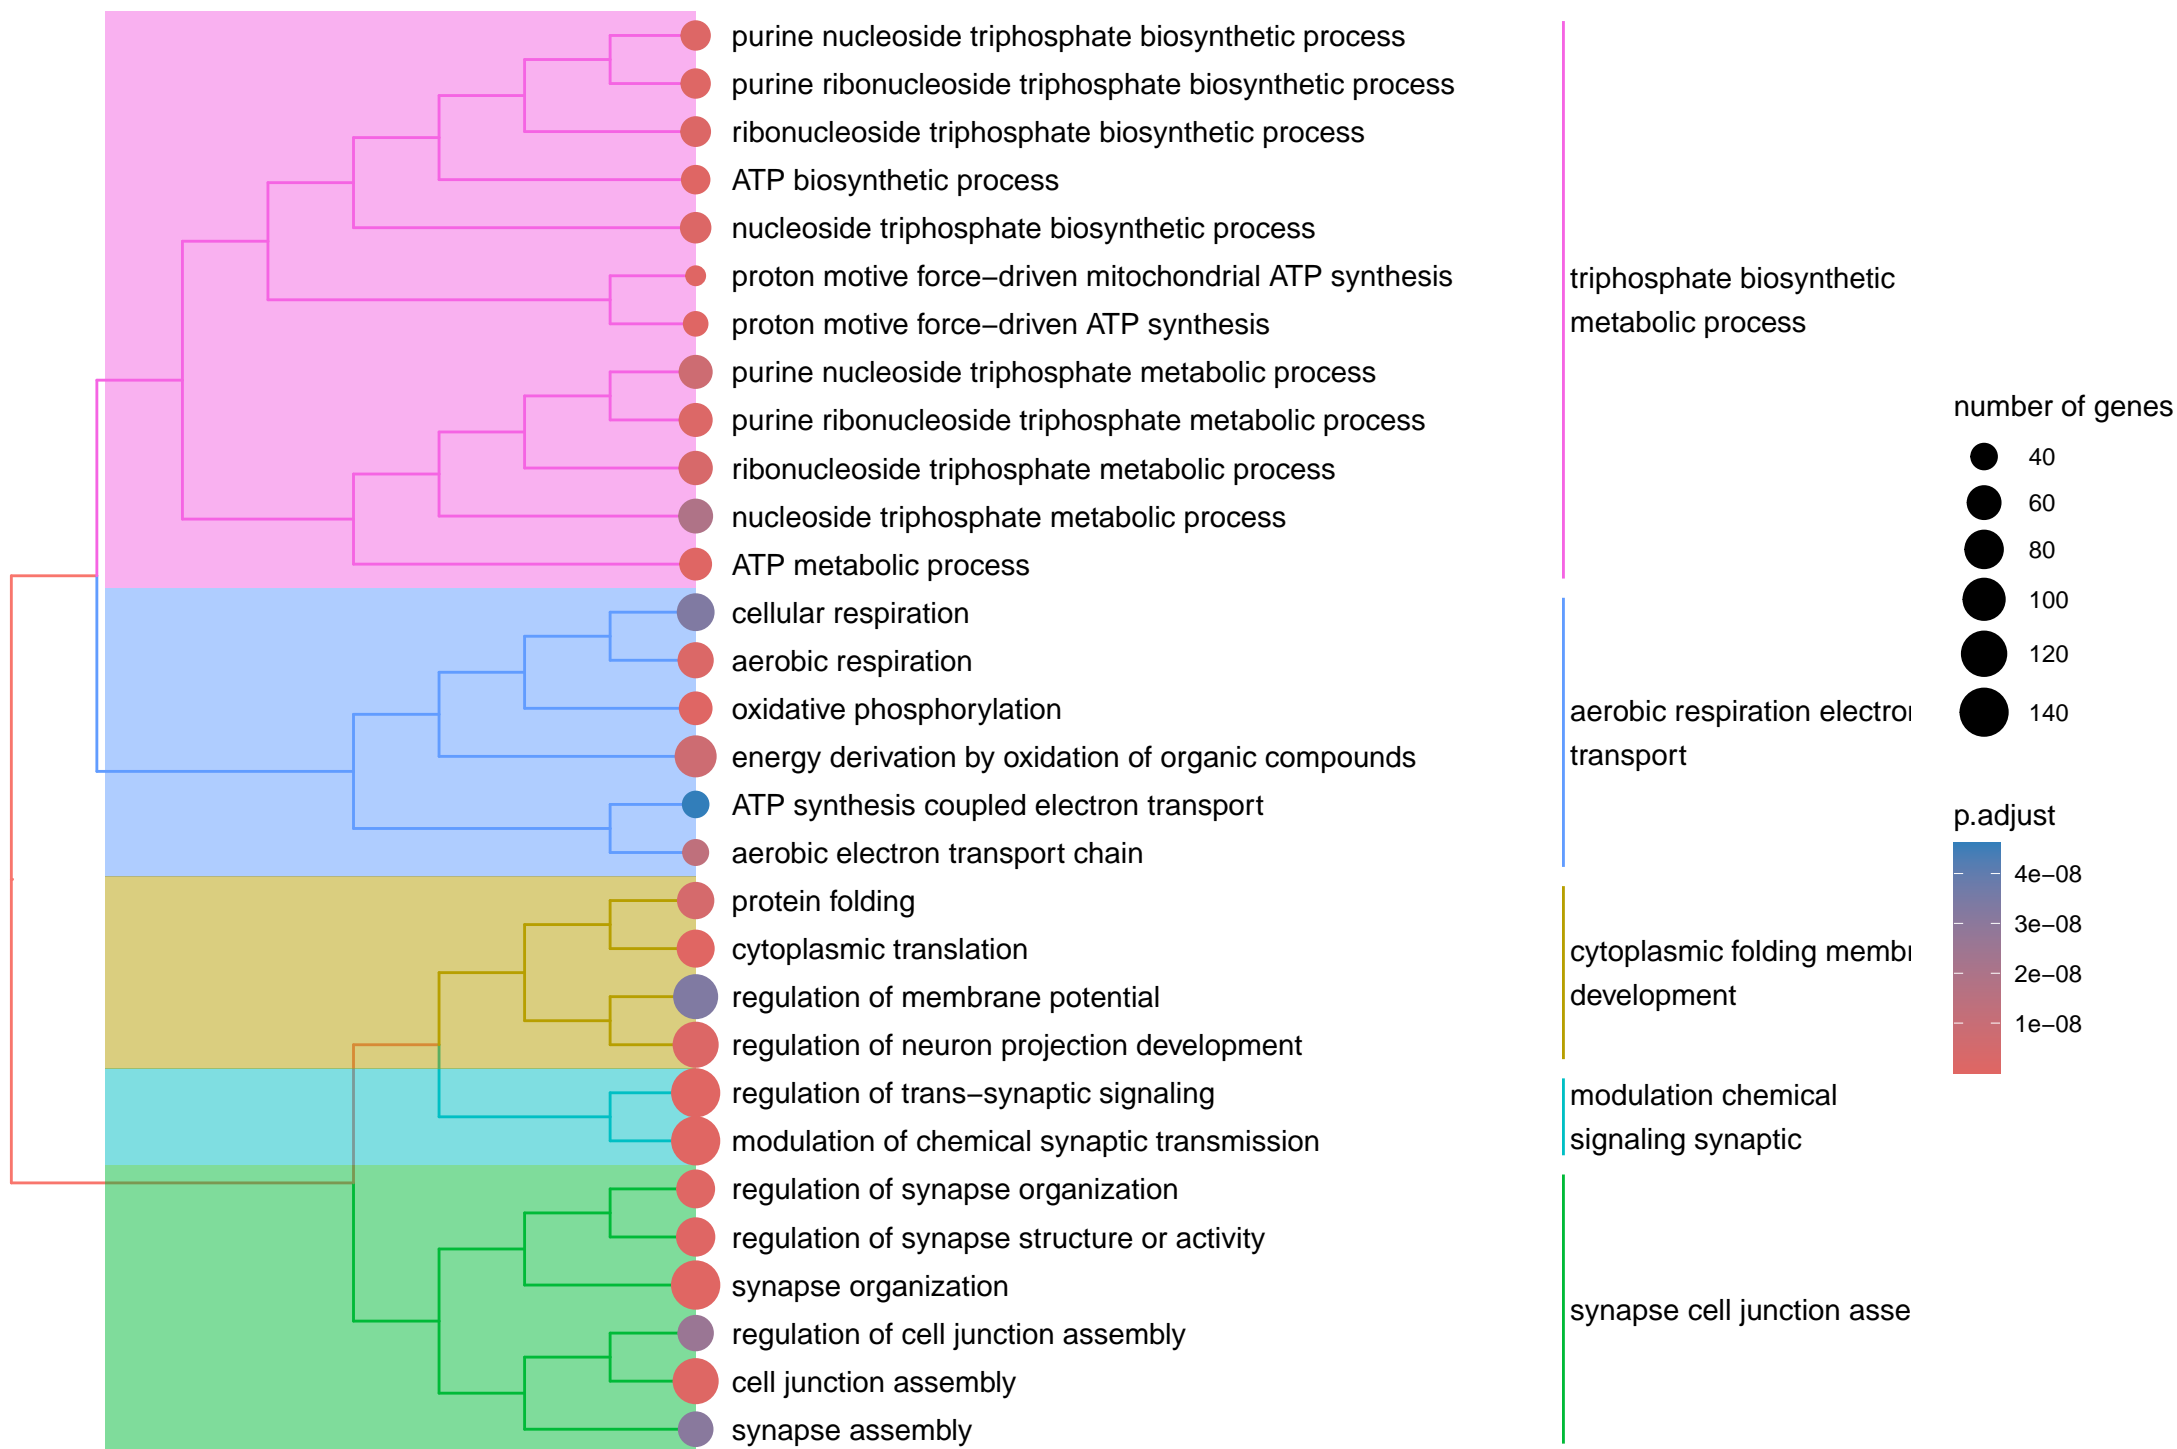 purine nucleoside triphosphate biosynthetic process
purine ribonucleoside triphosphate biosynthetic process
ribonucleoside triphosphate biosynthetic process
ATP biosynthetic process
nucleoside triphosphate biosynthetic process
proton motive force−driven mitochondrial ATP synthesis
proton motive force−driven ATP synthesis
purine nucleoside triphosphate metabolic process
purine ribonucleoside triphosphate metabolic process
ribonucleoside triphosphate metabolic process
nucleoside triphosphate metabolic process
ATP metabolic process
cellular respiration
aerobic respiration
oxidative phosphorylation
energy derivation by oxidation of organic compounds
ATP synthesis coupled electron transport
aerobic electron transport chain
protein folding
cytoplasmic translation
regulation of membrane potential
regulation of neuron projection development
regulation of trans−synaptic signaling
modulation of chemical synaptic transmission
regulation of synapse organization
regulation of synapse structure or activity
synapse organization
regulation of cell junction assembly
cell junction assembly
synapse assembly
triphosphate biosynthetic
metabolic process
aerobic respiration electro
transport
cytoplasmic folding memb
development
modulation chemical
signaling synaptic
synapse cell junction asse
number of genes
40
60
80
100
120
140
p.adjust
4e−08
3e−08
2e−08
1e−08